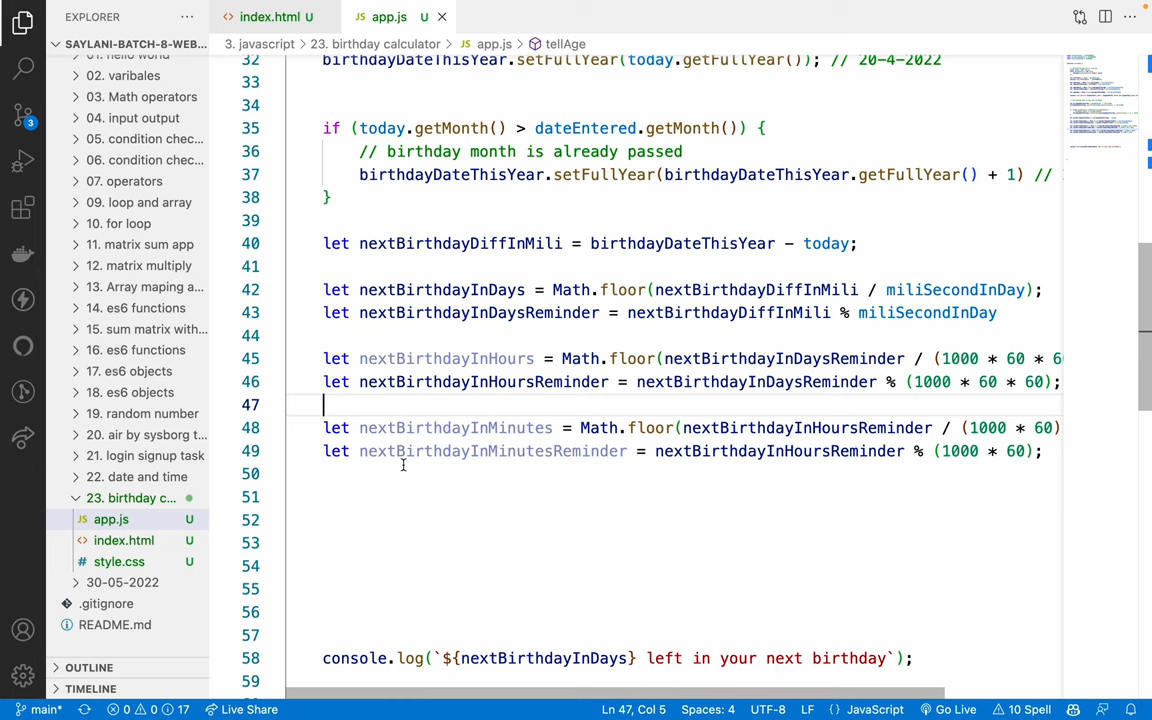 EXPLORER
index.html U
JS app.js U
SAYLANI-BATCH-8-WEB...
3. javascript > 23. birthday calculator > JS app.js > tellAge
01. hello world
02. varibales
03. Math operators
04. input output
05. condition chec...
06. condition chec...
07. operators
09. loop and array
10. for loop
11. matrix sum app
12. matrix multiply
13. Array maping a...
14. es6 functions
15. sum matrix with...
16. es6 functions
17. es6 objects
18. es6 objects
19. random number
20. air by sysborg t...
21. login signup task
22. date and time
23. birthday c...
JS app.js U
<> index.html U
# style.css U
30-05-2022
.gitignore
README.md
OUTLINE
TIMELINE
3
32 birthdayDateThisYear.setFullYear(today.getFullYear()); // 20-4-2022
33
34
35 if (today.getMonth() > dateEntered.getMonth()) {
36 // birthday month is already passed
37 birthdayDateThisYear.setFullYear(birthdayDateThisYear.getFullYear() + 1) //
38 }
39
40 let nextBirthdayDiffInMili = birthdayDateThisYear - today;
41
42 let nextBirthdayInDays = Math.floor(nextBirthdayDiffInMili / miliSecondInDay);
43 let nextBirthdayInDaysReminder = nextBirthdayDiffInMili % miliSecondInDay
44
45 let nextBirthdayInHours = Math.floor(nextBirthdayInDaysReminder / (1000 * 60 * 6
46 let nextBirthdayInHoursReminder = nextBirthdayInDaysReminder % (1000 * 60 * 60);
47
48 let nextBirthdayInMinutes = Math.floor(nextBirthdayInHoursReminder / (1000 * 60)
49 let nextBirthdayInMinutesReminder = nextBirthdayInHoursReminder % (1000 * 60);
50
51
52
53
54
55
56
57
58 console.log(`${nextBirthdayInDays} left in your next birthday`);
59
main* 0 0 17 Live Share Ln 47, Col 5 Spaces: 4 UTF-8 LF {} JavaScript Go Live 10 Spell